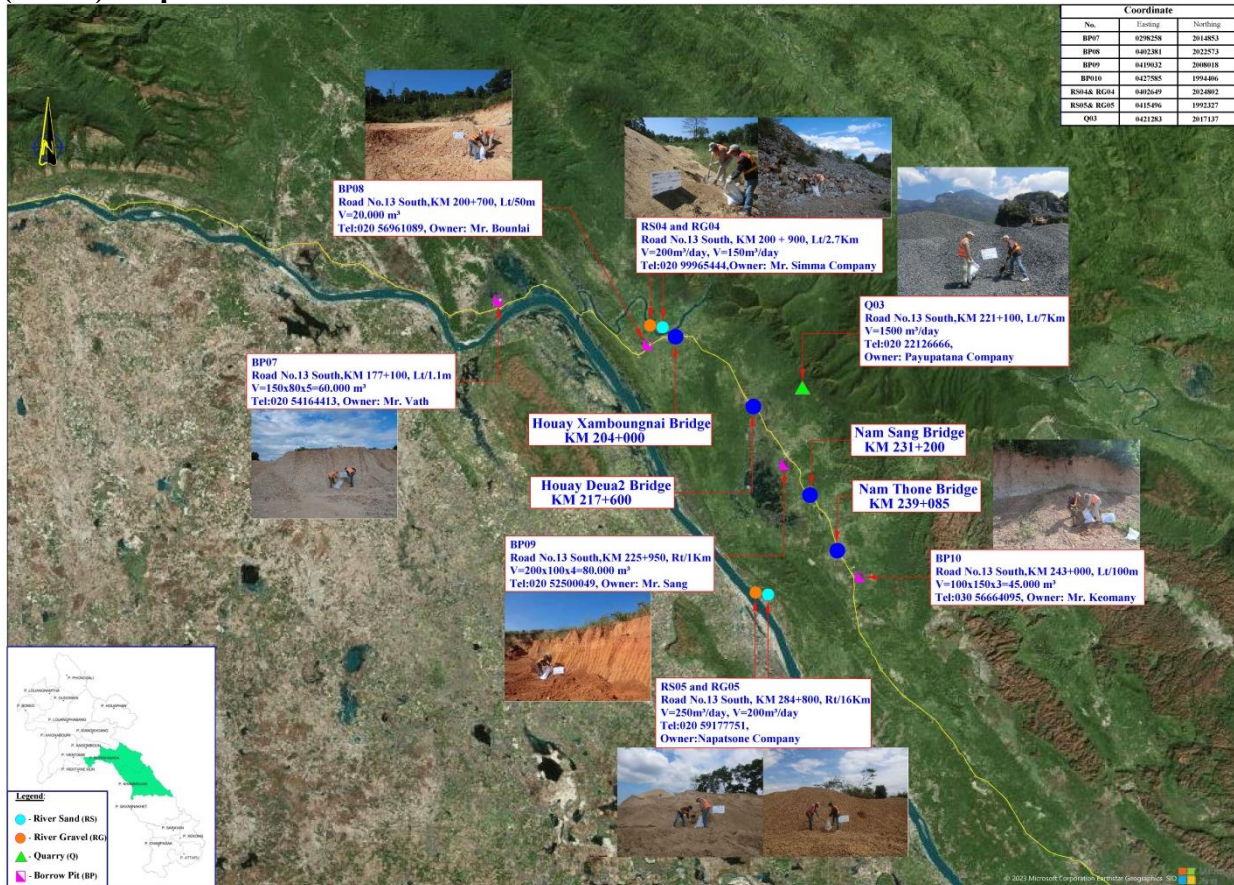 Coordinate
No. Easting Northing
BP07 0298258 2014853
BP08 0402381 2022573
BP09 0419032 2008018
BP010 0427585 1994406
RS04& RG04 0402649 2024802
RS05& RG05 0415496 1992327
Q03 0421283 2017137
BP08
Road No.13 South,KM 200+700, Lt/50m
V=20.000 m³
Tel:020 56961089, Owner: Mr. Bounlai
RS04 and RG04
Road No.13 South, KM 200 + 900, Lt/2.7Km
V=200m³/day, V=150m³/day
Tel:020 99965444,Owner: Mr. Simma Company
Q03
Road No.13 South,KM 221+100, Lt/7Km
V=1500 m³/day
Tel:020 22126666,
Owner: Payupatana Company
BP07
Road No.13 South,KM 177+100, Lt/1.1m
V=150x80x5=60.000 m³
Tel:020 54164413, Owner: Mr. Vath
Houay Xamboungnai Bridge
KM 204+000
Houay Deua2 Bridge
KM 217+600
Nam Sang Bridge
KM 231+200
Nam Thone Bridge
KM 239+085
BP09
Road No.13 South,KM 225+950, Rt/1Km
V=200x100x4=80.000 m³
Tel:020 52500049, Owner: Mr. Sang
BP10
Road No.13 South,KM 243+000, Lt/100m
V=100x150x3=45.000 m³
Tel:030 56664095, Owner: Mr. Keomany
RS05 and RG05
Road No.13 South, KM 284+800, Rt/16Km
V=250m³/day, V=200m³/day
Tel:020 59177751,
Owner:Napatsone Company
Legend:
- River Sand (RS)
- River Gravel (RG)
- Quarry (Q)
- Borrow Pit (BP)
© 2023 Microsoft Corporation Earthstar Geographics SIO